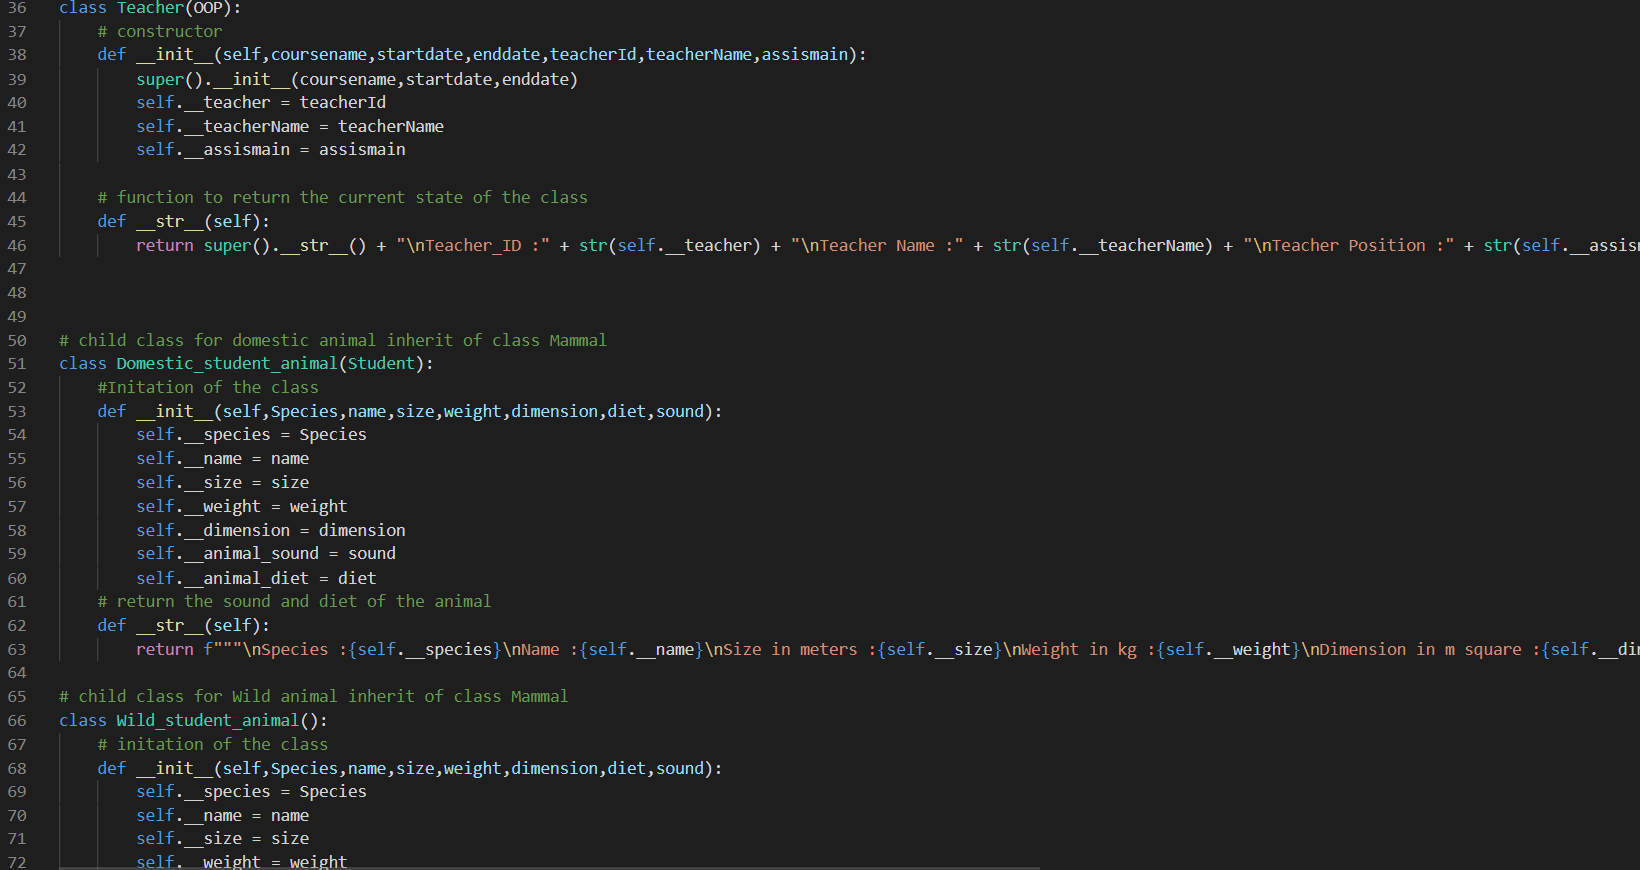 36 class Teacher(OOP):
37     # constructor
38     def __init__(self,coursename,startdate,enddate,teacherId,teacherName,assismain):
39         super().__init__(coursename,startdate,enddate)
40         self.__teacher = teacherId
41         self.__teacherName = teacherName
42         self.__assismain = assismain
43
44     # function to return the current state of the class
45     def __str__(self):
46         return super().__str__() + "\nTeacher_ID :" + str(self.__teacher) + "\nTeacher Name :" + str(self.__teacherName) + "\nTeacher Position :" + str(self.__assis
47
48
49
50 # child class for domestic animal inherit of class Mammal
51 class Domestic_student_animal(Student):
52     #Initation of the class
53     def __init__(self,Species,name,size,weight,dimension,diet,sound):
54         self.__species = Species
55         self.__name = name
56         self.__size = size
57         self.__weight = weight
58         self.__dimension = dimension
59         self.__animal_sound = sound
60         self.__animal_diet = diet
61     # return the sound and diet of the animal
62     def __str__(self):
63         return f"""\nSpecies :{self.__species}\nName :{self.__name}\nSize in meters :{self.__size}\nWeight in kg :{self.__weight}\nDimension in m square :{self.__di
64
65 # child class for Wild animal inherit of class Mammal
66 class Wild_student_animal():
67     # initation of the class
68     def __init__(self,Species,name,size,weight,dimension,diet,sound):
69         self.__species = Species
70         self.__name = name
71         self.__size = size
72         self.__weight = weight